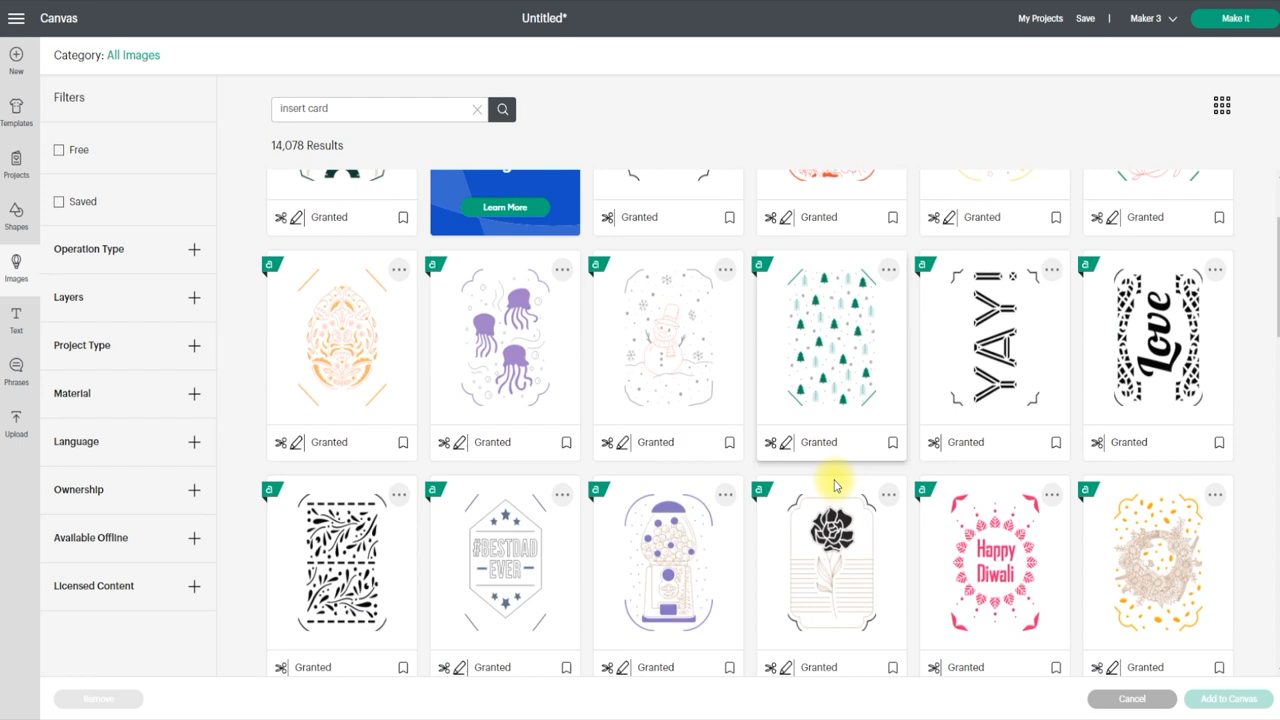 Canvas
Untitled*
My Projects Save | Maker 3 Make It
Category: All Images
New
Templates
Projects
Shapes
Images
Text
Phrases
Upload
Filters
Free
Saved
Operation Type
Layers
Project Type
Material
Language
Ownership
Available Offline
Licensed Content
insert card
14,078 Results
Learn More
Granted
Granted
Granted
Granted
Granted
a a a a a a
YAY!
Love
Granted
Granted
Granted
Granted
Granted
Granted
a a a a a a
#BESTDAD
EVER
Happy
Diwali
Granted
Granted
Granted
Granted
Granted
Granted
Remove
Cancel
Add to Canvas